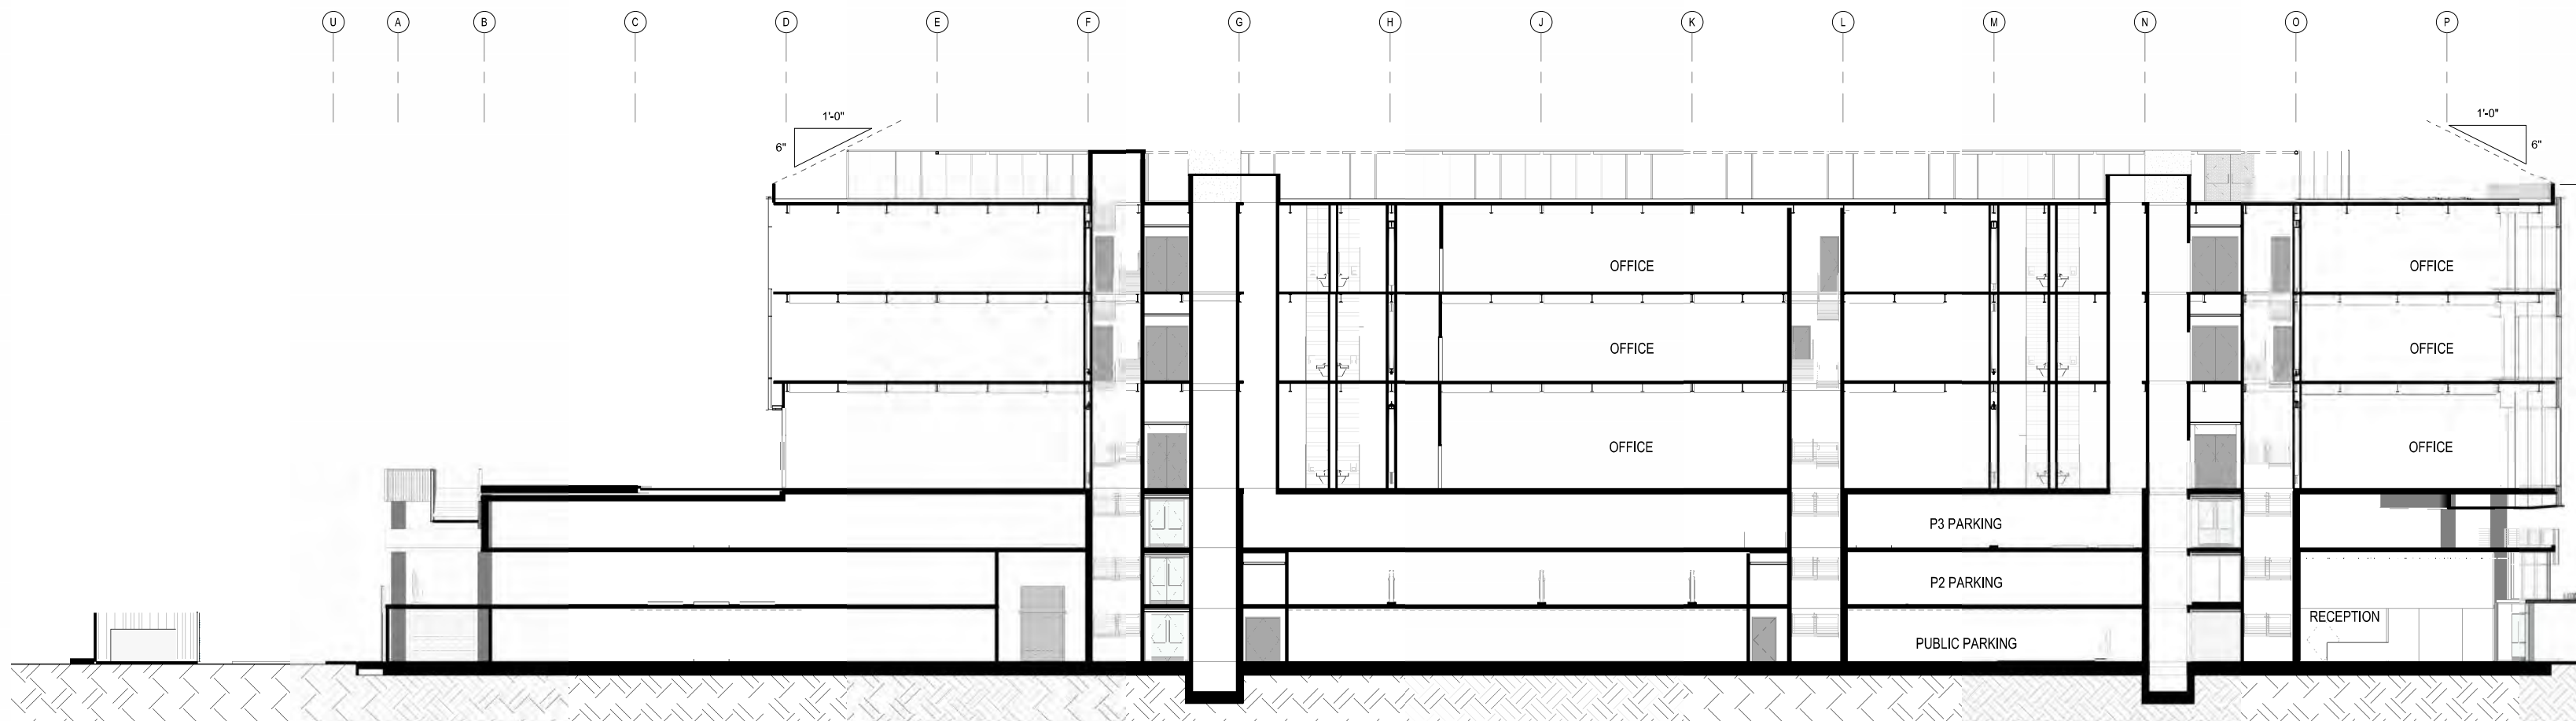 U A B C D E F G H J K L M N O P
1'-0"
6"
1'-0"
6"
OFFICE OFFICE
OFFICE OFFICE
OFFICE OFFICE
P3 PARKING
P2 PARKING
RECEPTION
PUBLIC PARKING